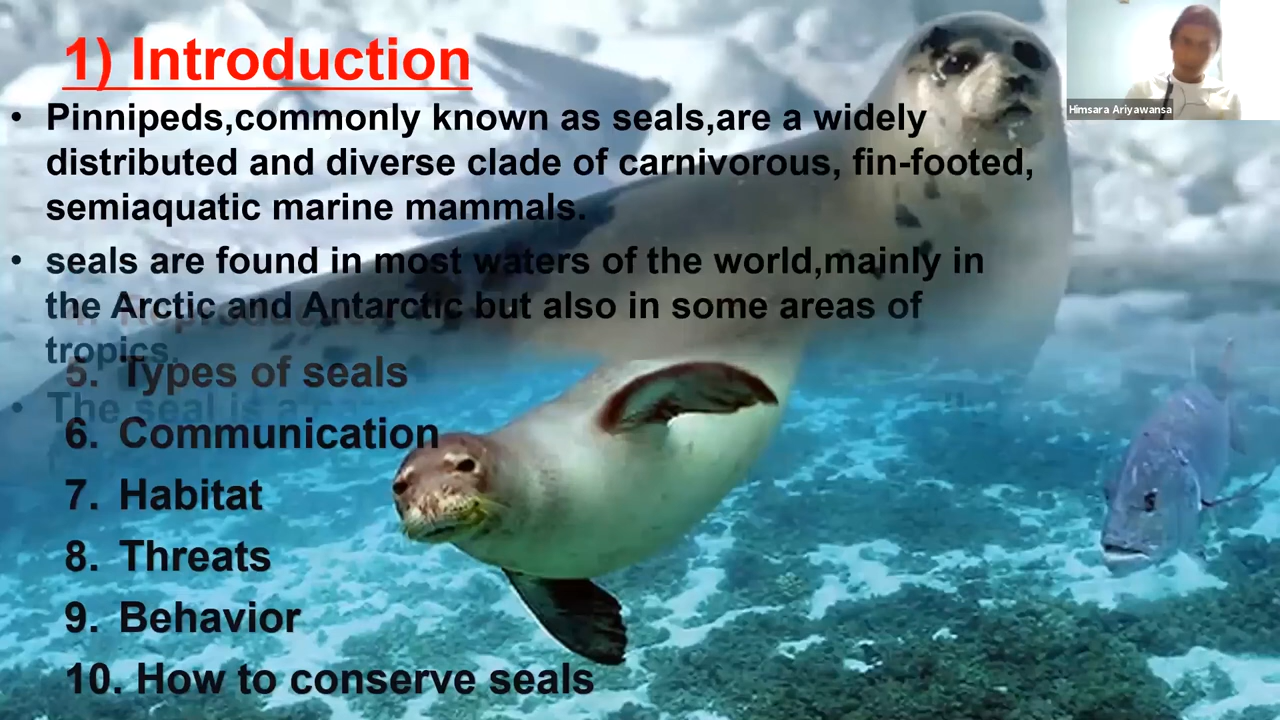 1) Introduction
Himsara Ariyawansa
• Pinnipeds,commonly known as seals,are a widely
distributed and diverse clade of carnivorous, fin-footed,
semiaquatic marine mammals.
• seals are found in most waters of the world,mainly in
the Arctic and Antarctic but also in some areas of
tropics.
5. Types of seals
• The seal is a
6. Communication
7. Habitat
8. Threats
9. Behavior
10. How to conserve seals